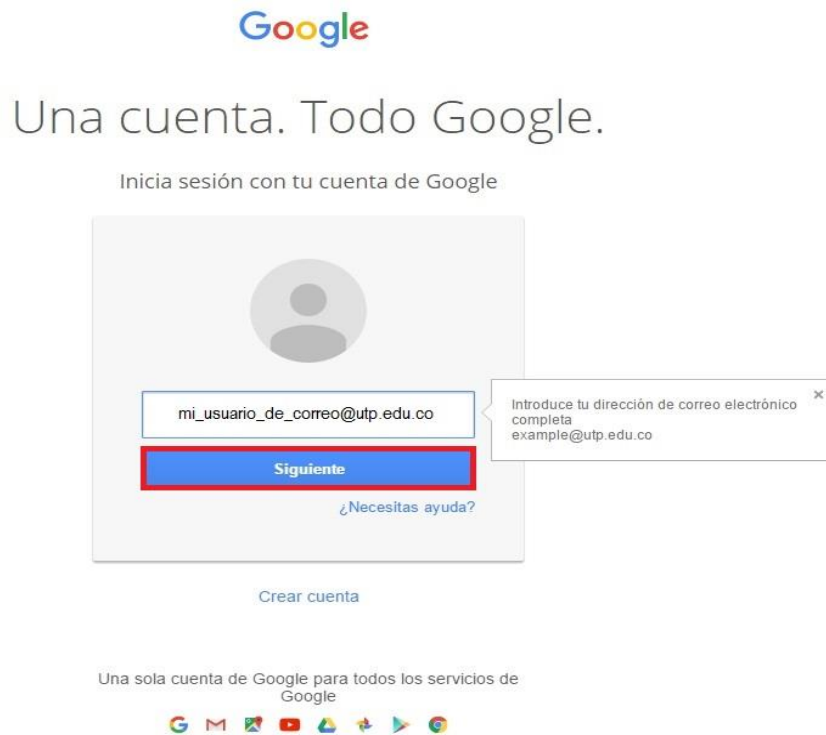 Google
Una cuenta. Todo Google.
Inicia sesión con tu cuenta de Google
mi_usuario_de_correo@utp.edu.co
Introduce tu dirección de correo electrónico
completa
example@utp.edu.co
Siguiente
¿Necesitas ayuda?
Crear cuenta
Una sola cuenta de Google para todos los servicios de
Google